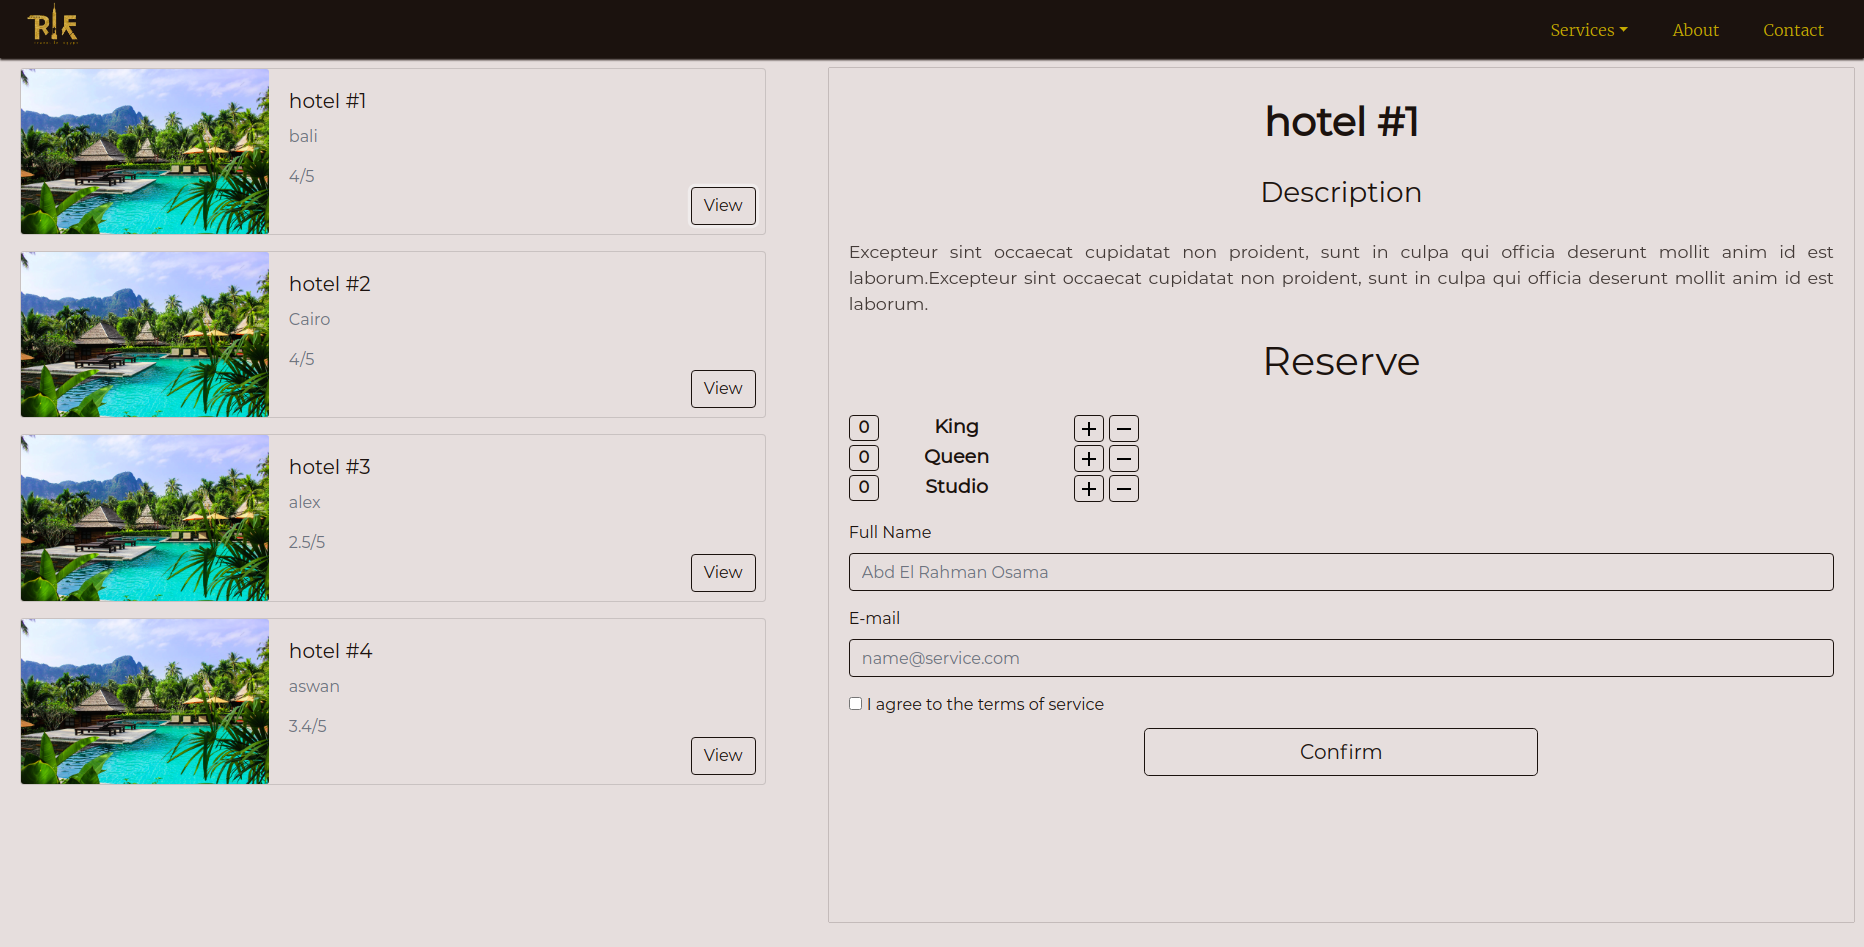 Services
About
Contact
hotel #1
bali
4/5
View
hotel #2
Cairo
4/5
View
hotel #3
alex
2.5/5
View
hotel #4
aswan
3.4/5
View
hotel #1
Description
Excepteur sint occaecat cupidatat non proident, sunt in culpa qui officia deserunt mollit anim id est
laborum.Excepteur sint occaecat cupidatat non proident, sunt in culpa qui officia deserunt mollit anim id est
laborum.
Reserve
0 King + −
0 Queen + −
0 Studio + −
Full Name
Abd El Rahman Osama
E-mail
name@service.com
I agree to the terms of service
Confirm